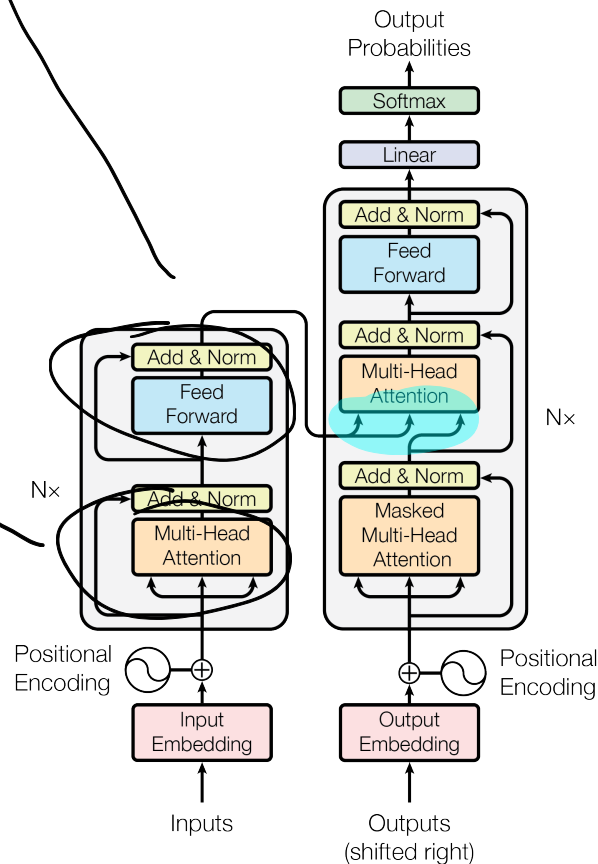 Output
Probabilities
Softmax
Linear
Add & Norm
Feed
Forward
Add & Norm
Multi-Head
Attention
Add & Norm
Masked
Multi-Head
Attention
Nx
Add & Norm
Feed
Forward
Nx
Add & Norm
Multi-Head
Attention
Positional
Encoding
Positional
Encoding
Input
Embedding
Output
Embedding
Inputs
Outputs
(shifted right)